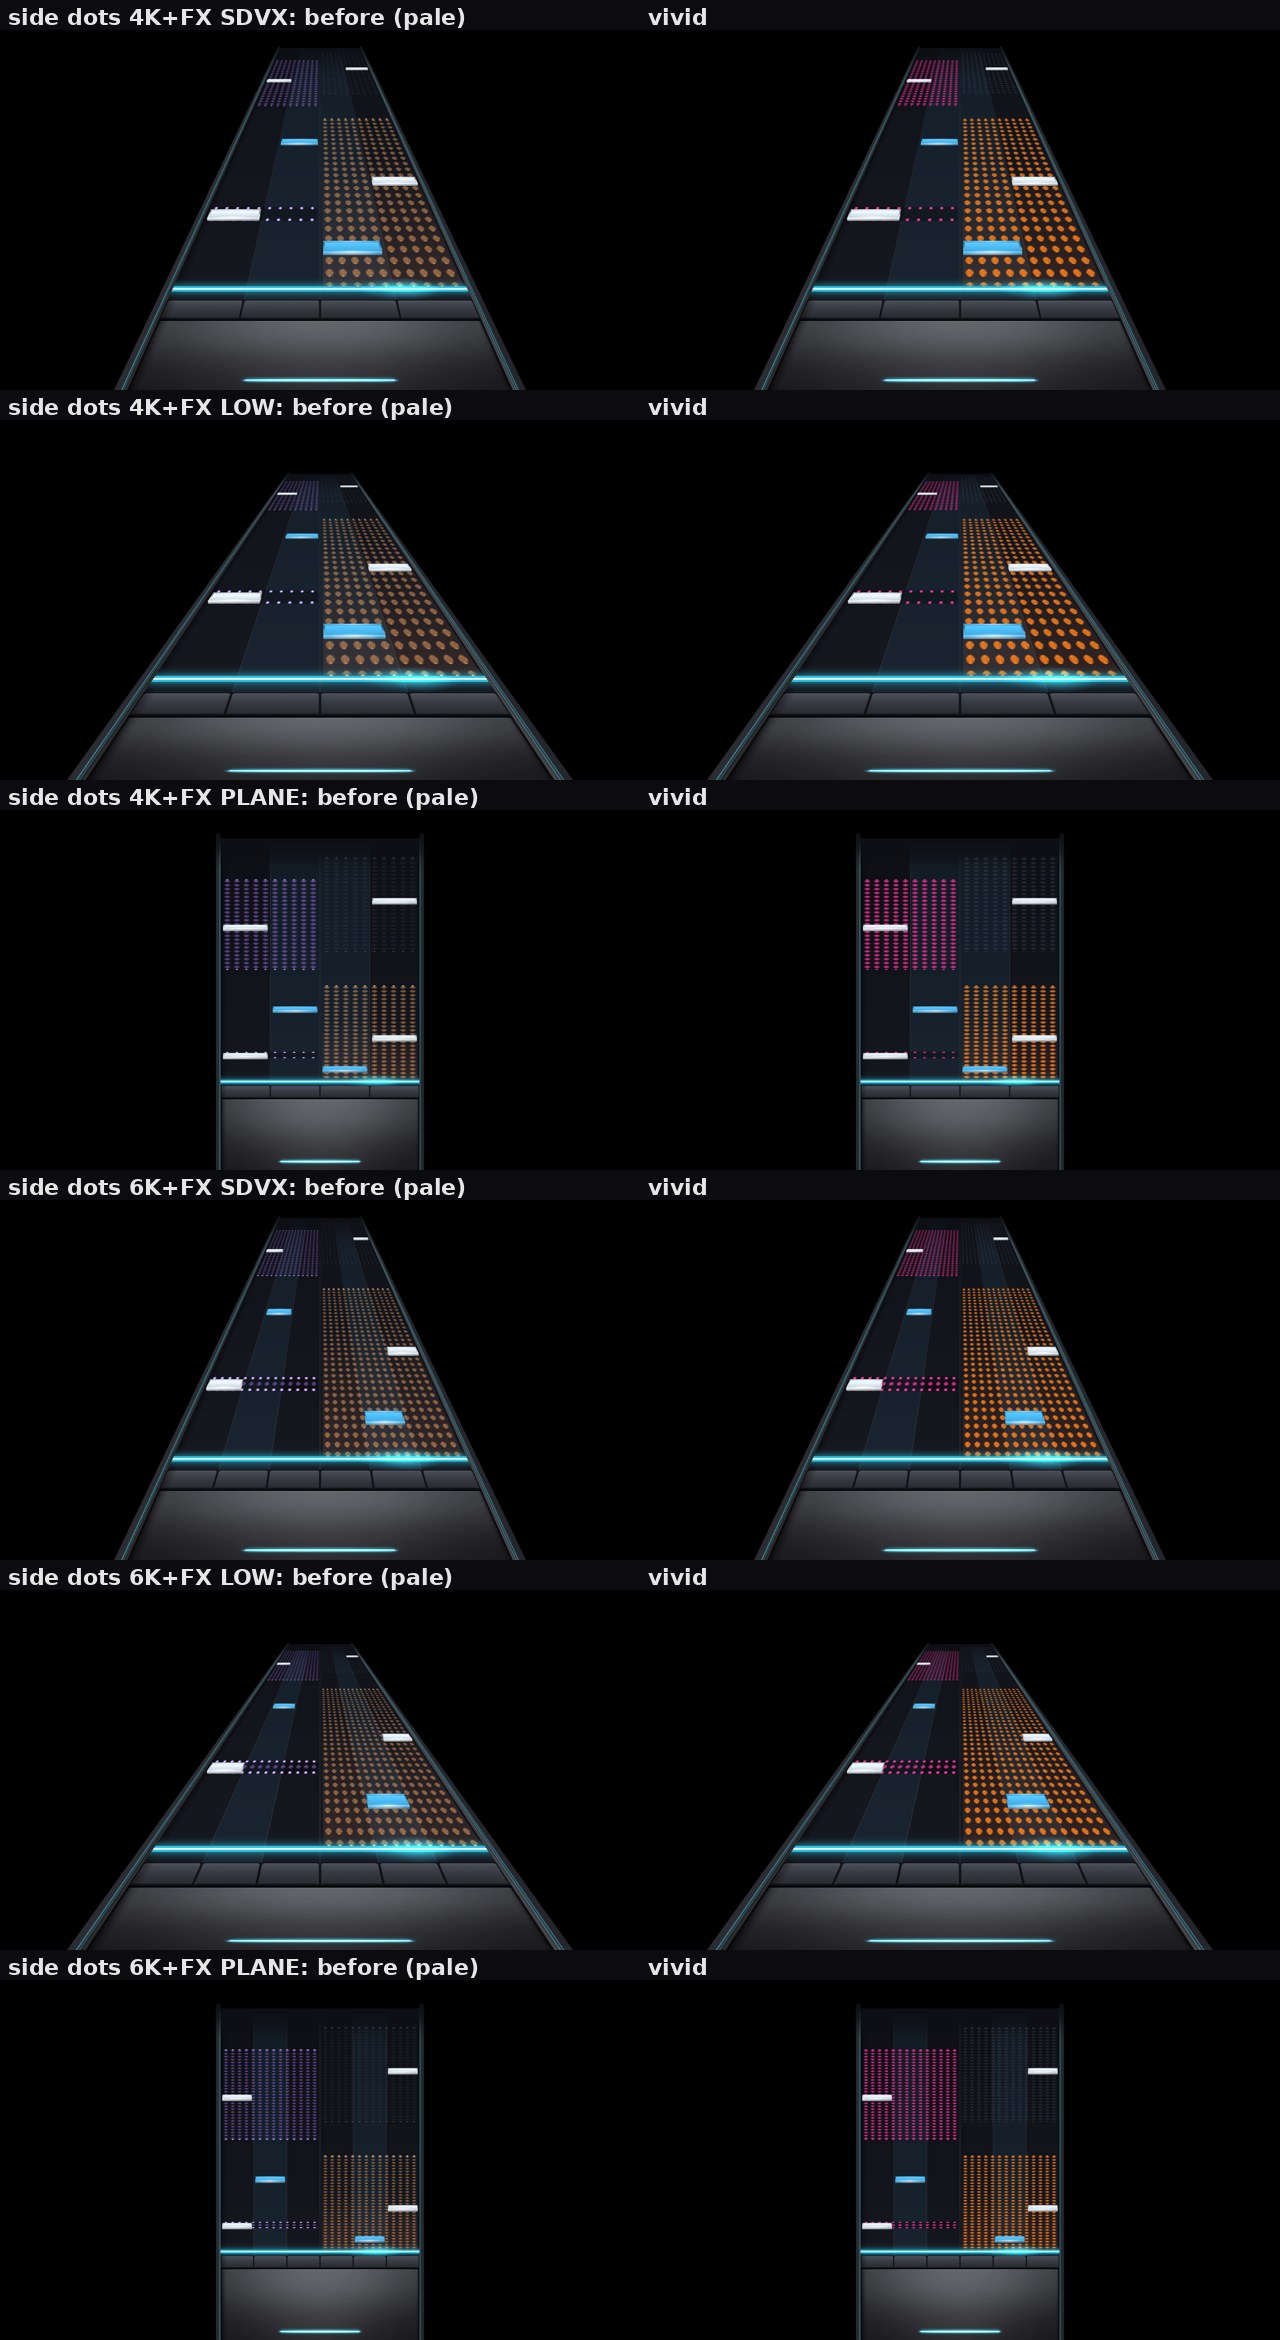 side dots 4K+FX SDVX: before (pale) vivid
side dots 4K+FX LOW: before (pale) vivid
side dots 4K+FX PLANE: before (pale) vivid
side dots 6K+FX SDVX: before (pale) vivid
side dots 6K+FX LOW: before (pale) vivid
side dots 6K+FX PLANE: before (pale) vivid